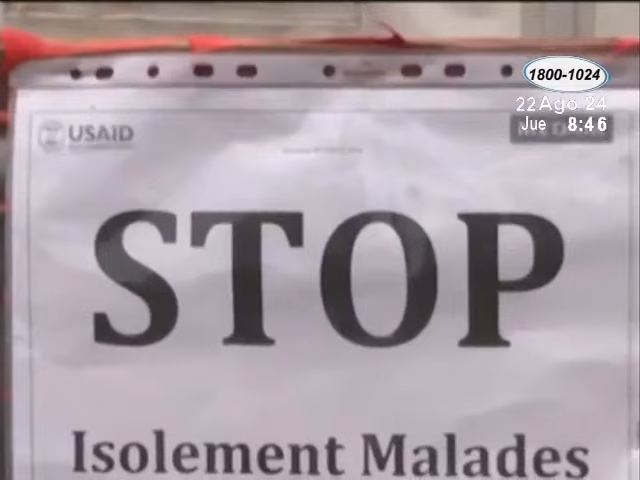 1800-1024
22 Ago 24
Jue 8:46
USAID
STOP
Isolement Malades